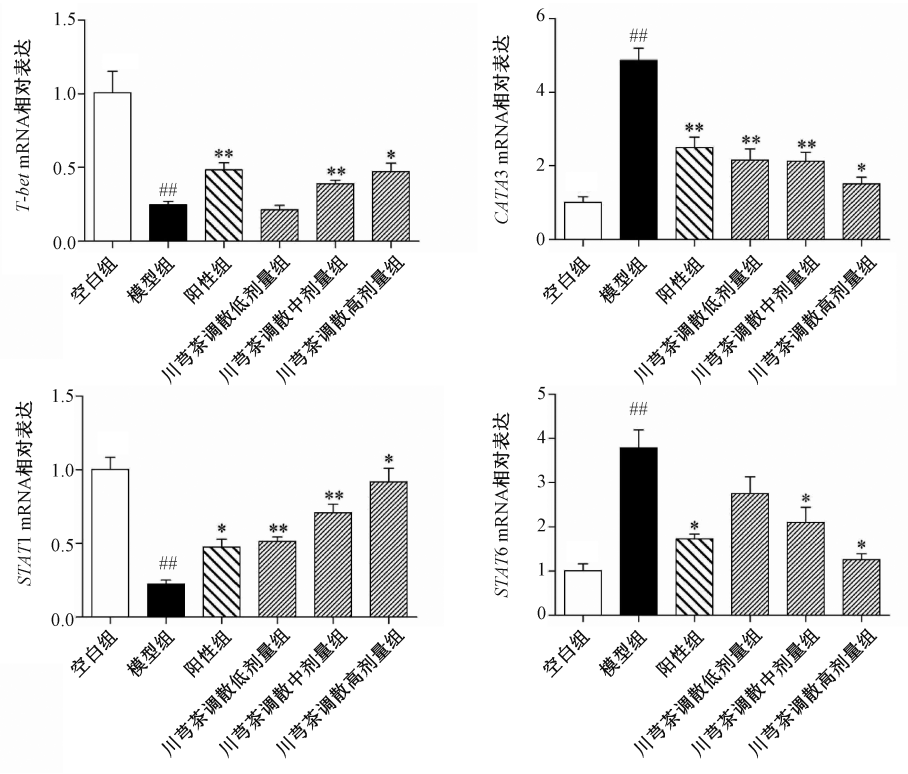 T-bet mRNA相对表达
1.5
1.0
0.5
0.0
##
**
**
*
空白组
模型组
阳性组
川芎茶调散低剂量组
川芎茶调散中剂量组
川芎茶调散高剂量组
CATA3 mRNA相对表达
6
4
2
0
##
**
**
**
*
空白组
模型组
阳性组
川芎茶调散低剂量组
川芎茶调散中剂量组
川芎茶调散高剂量组
STAT1 mRNA相对表达
1.5
1.0
0.5
0.0
##
*
**
**
*
空白组
模型组
阳性组
川芎茶调散低剂量组
川芎茶调散中剂量组
川芎茶调散高剂量组
STAT6 mRNA相对表达
5
4
3
2
1
0
##
*
*
*
空白组
模型组
阳性组
川芎茶调散低剂量组
川芎茶调散中剂量组
川芎茶调散高剂量组